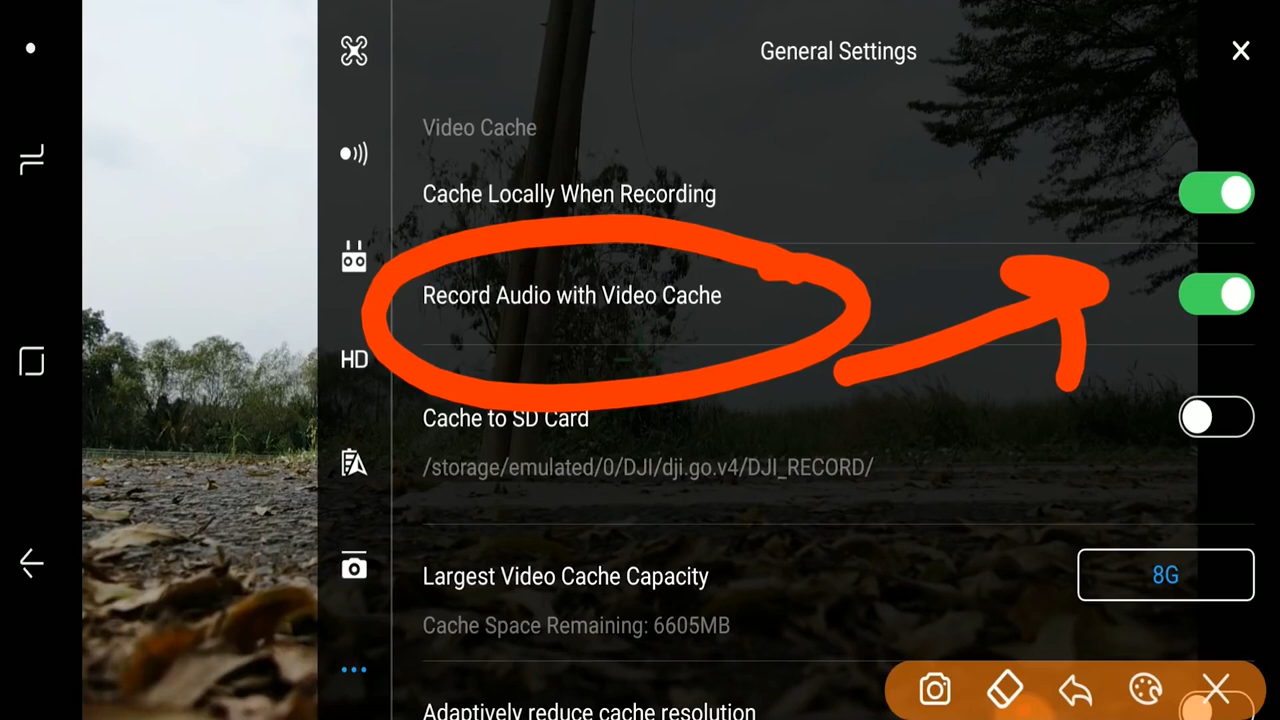 General Settings
Video Cache
Cache Locally When Recording
Record Audio with Video Cache
HD
Cache to SD Card
/storage/emulated/0/DJI/dji.go.v4/DJI_RECORD/
Largest Video Cache Capacity
8G
Cache Space Remaining: 6605MB
Adaptively reduce cache resolution